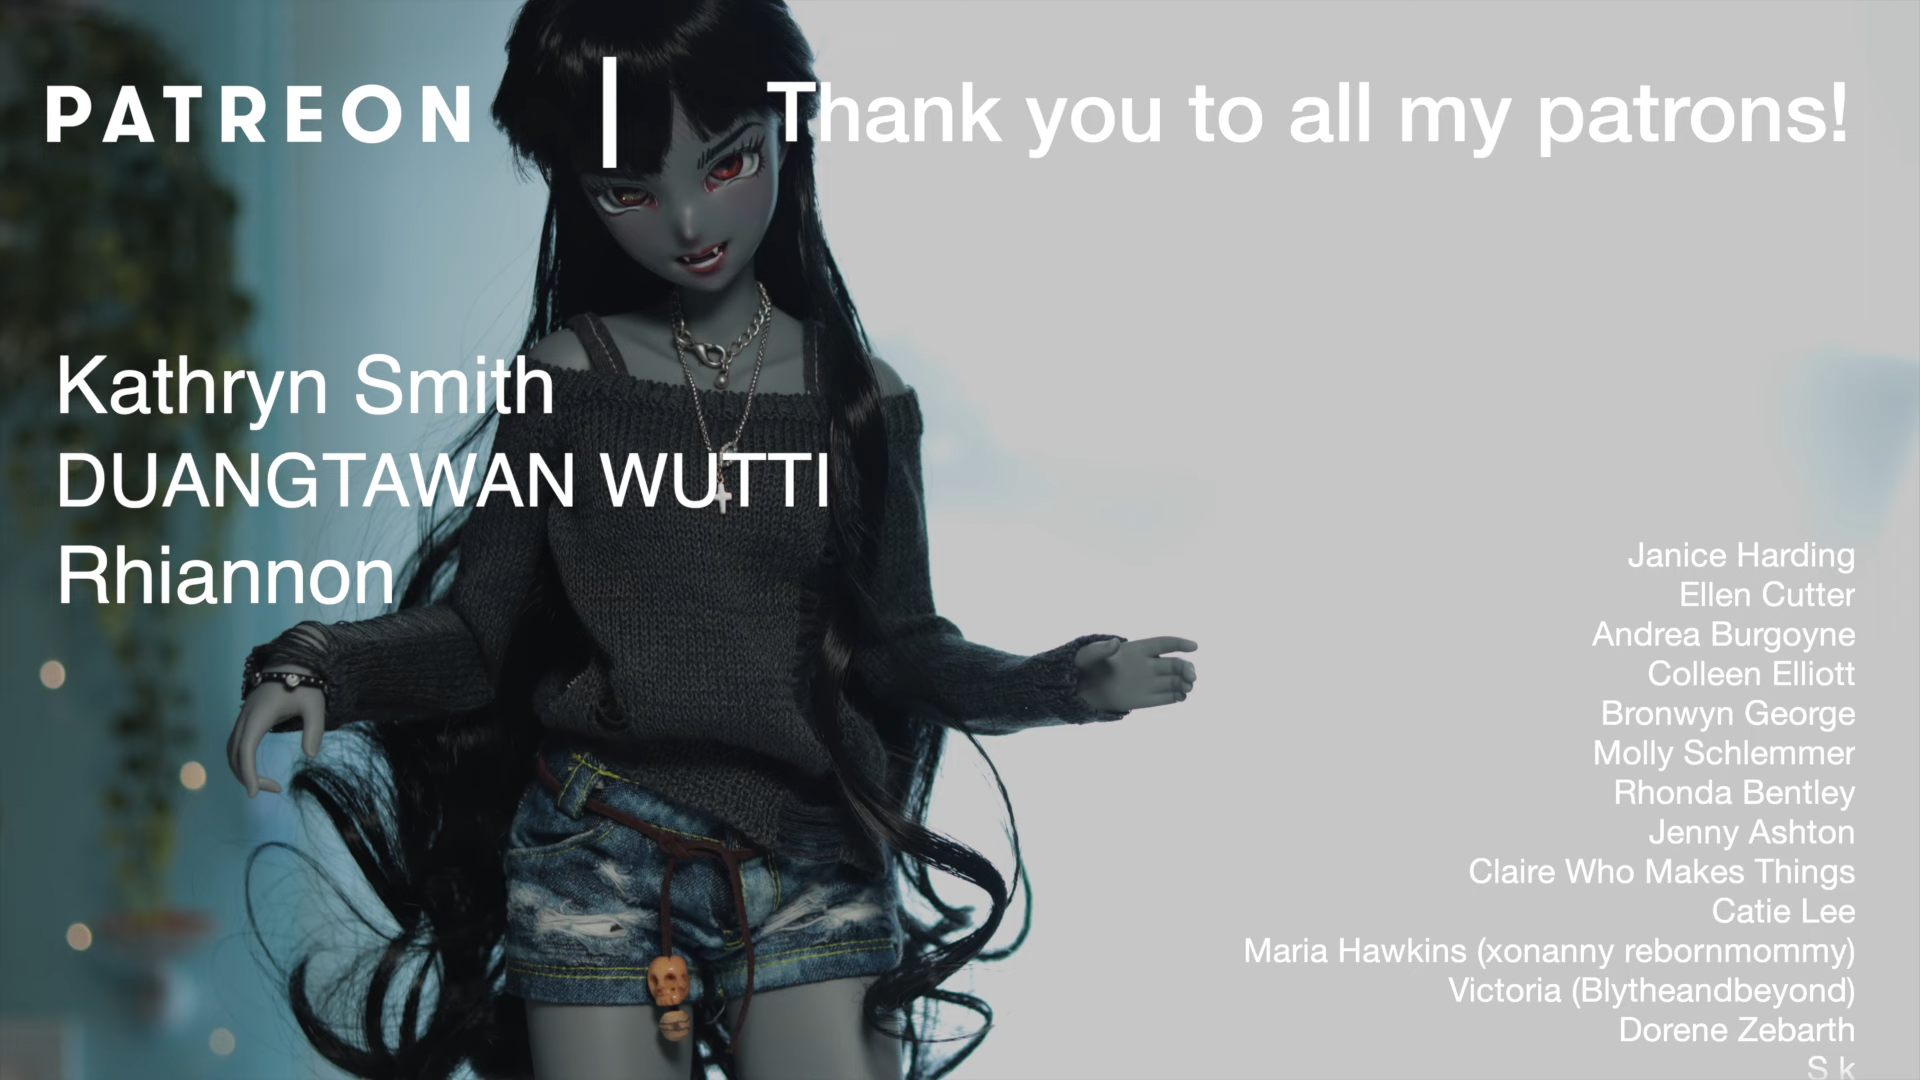 PATREON | Thank you to all my patrons!
Kathryn Smith
DUANGTAWAN WUTTI
Rhiannon
Janice Harding
Ellen Cutter
Andrea Burgoyne
Colleen Elliott
Bronwyn George
Molly Schlemmer
Rhonda Bentley
Jenny Ashton
Claire Who Makes Things
Catie Lee
Maria Hawkins (xonanny rebornmommy)
Victoria (Blytheandbeyond)
Dorene Zebarth
S k